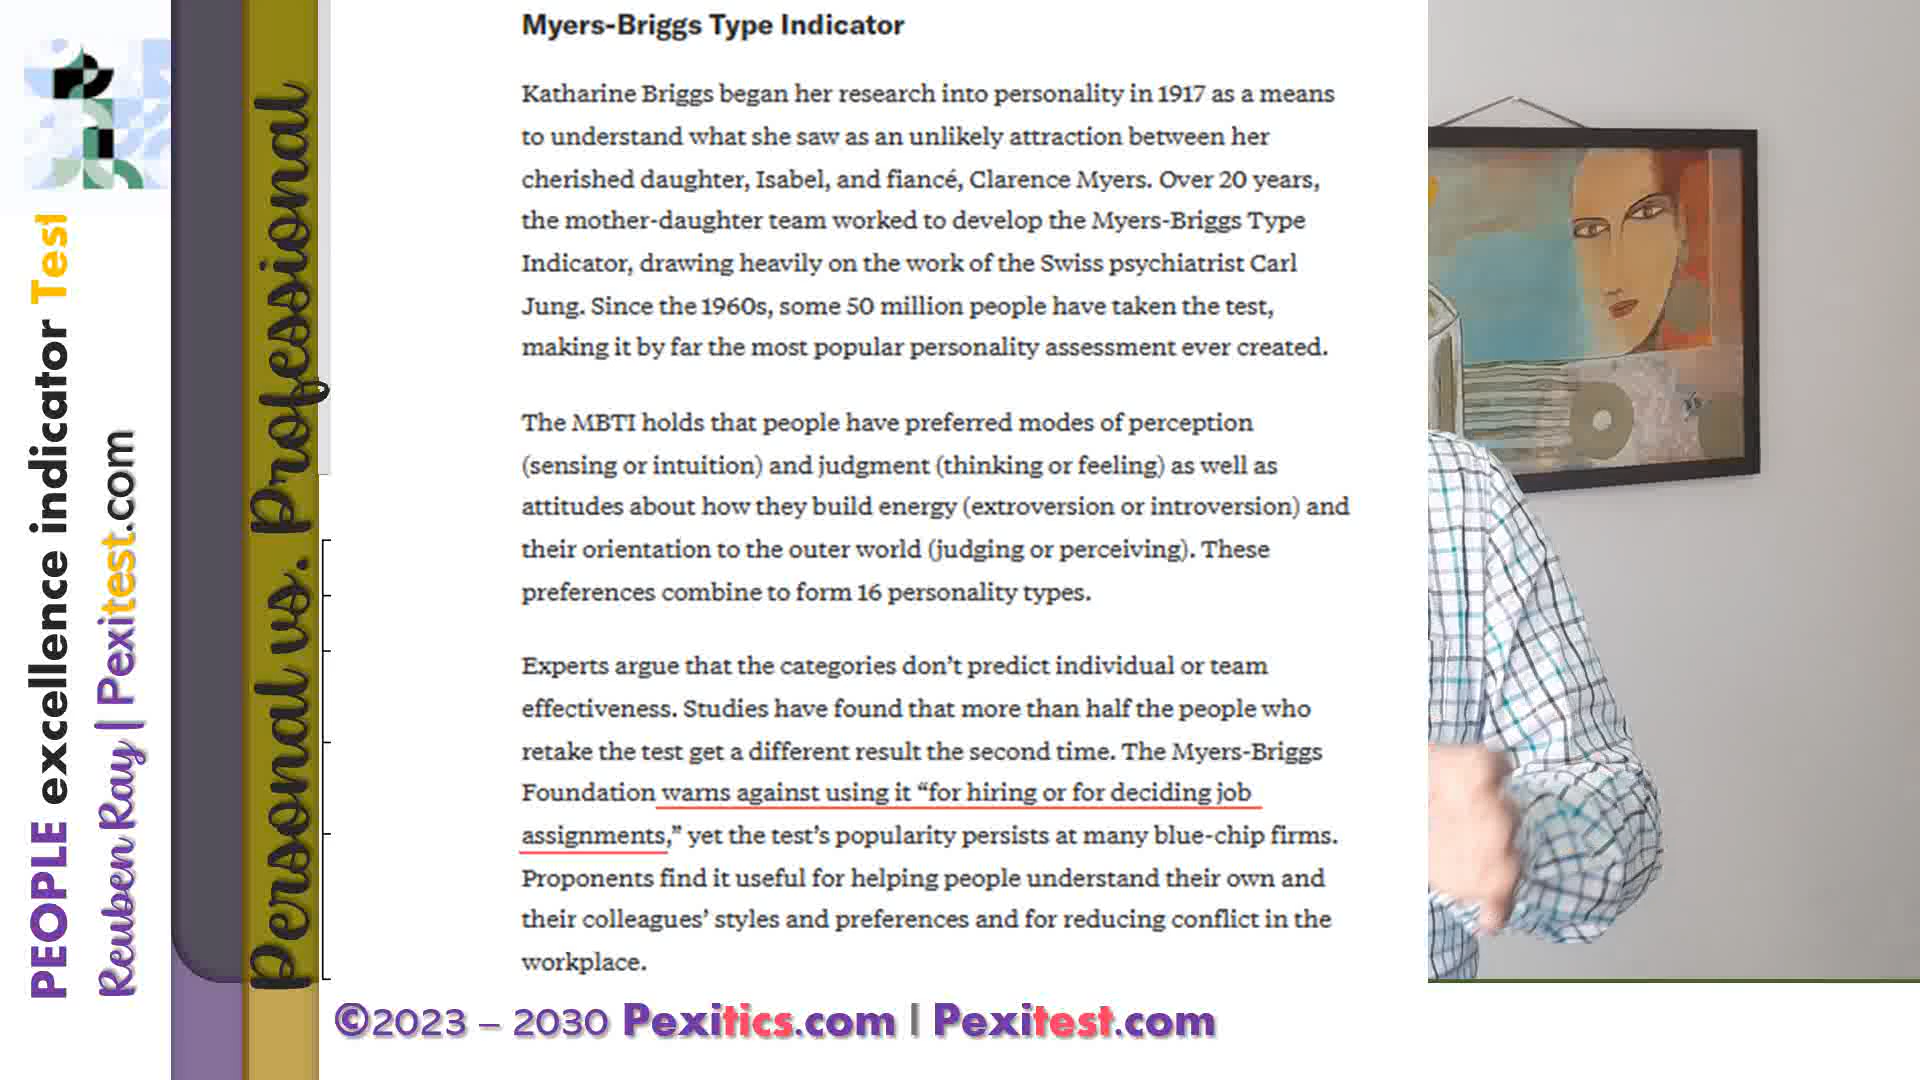 PEOPLE excellence indicator Test
Reuben Ray | Pexitest.com
Personal vs. Professional
Myers-Briggs Type Indicator
Katharine Briggs began her research into personality in 1917 as a means
to understand what she saw as an unlikely attraction between her
cherished daughter, Isabel, and fiancé, Clarence Myers. Over 20 years,
the mother-daughter team worked to develop the Myers-Briggs Type
Indicator, drawing heavily on the work of the Swiss psychiatrist Carl
Jung. Since the 1960s, some 50 million people have taken the test,
making it by far the most popular personality assessment ever created.
The MBTI holds that people have preferred modes of perception
(sensing or intuition) and judgment (thinking or feeling) as well as
attitudes about how they build energy (extroversion or introversion) and
their orientation to the outer world (judging or perceiving). These
preferences combine to form 16 personality types.
Experts argue that the categories don’t predict individual or team
effectiveness. Studies have found that more than half the people who
retake the test get a different result the second time. The Myers-Briggs
Foundation warns against using it “for hiring or for deciding job
assignments,” yet the test’s popularity persists at many blue-chip firms.
Proponents find it useful for helping people understand their own and
their colleagues’ styles and preferences and for reducing conflict in the
workplace.
©2023 – 2030 Pexitics.com | Pexitest.com